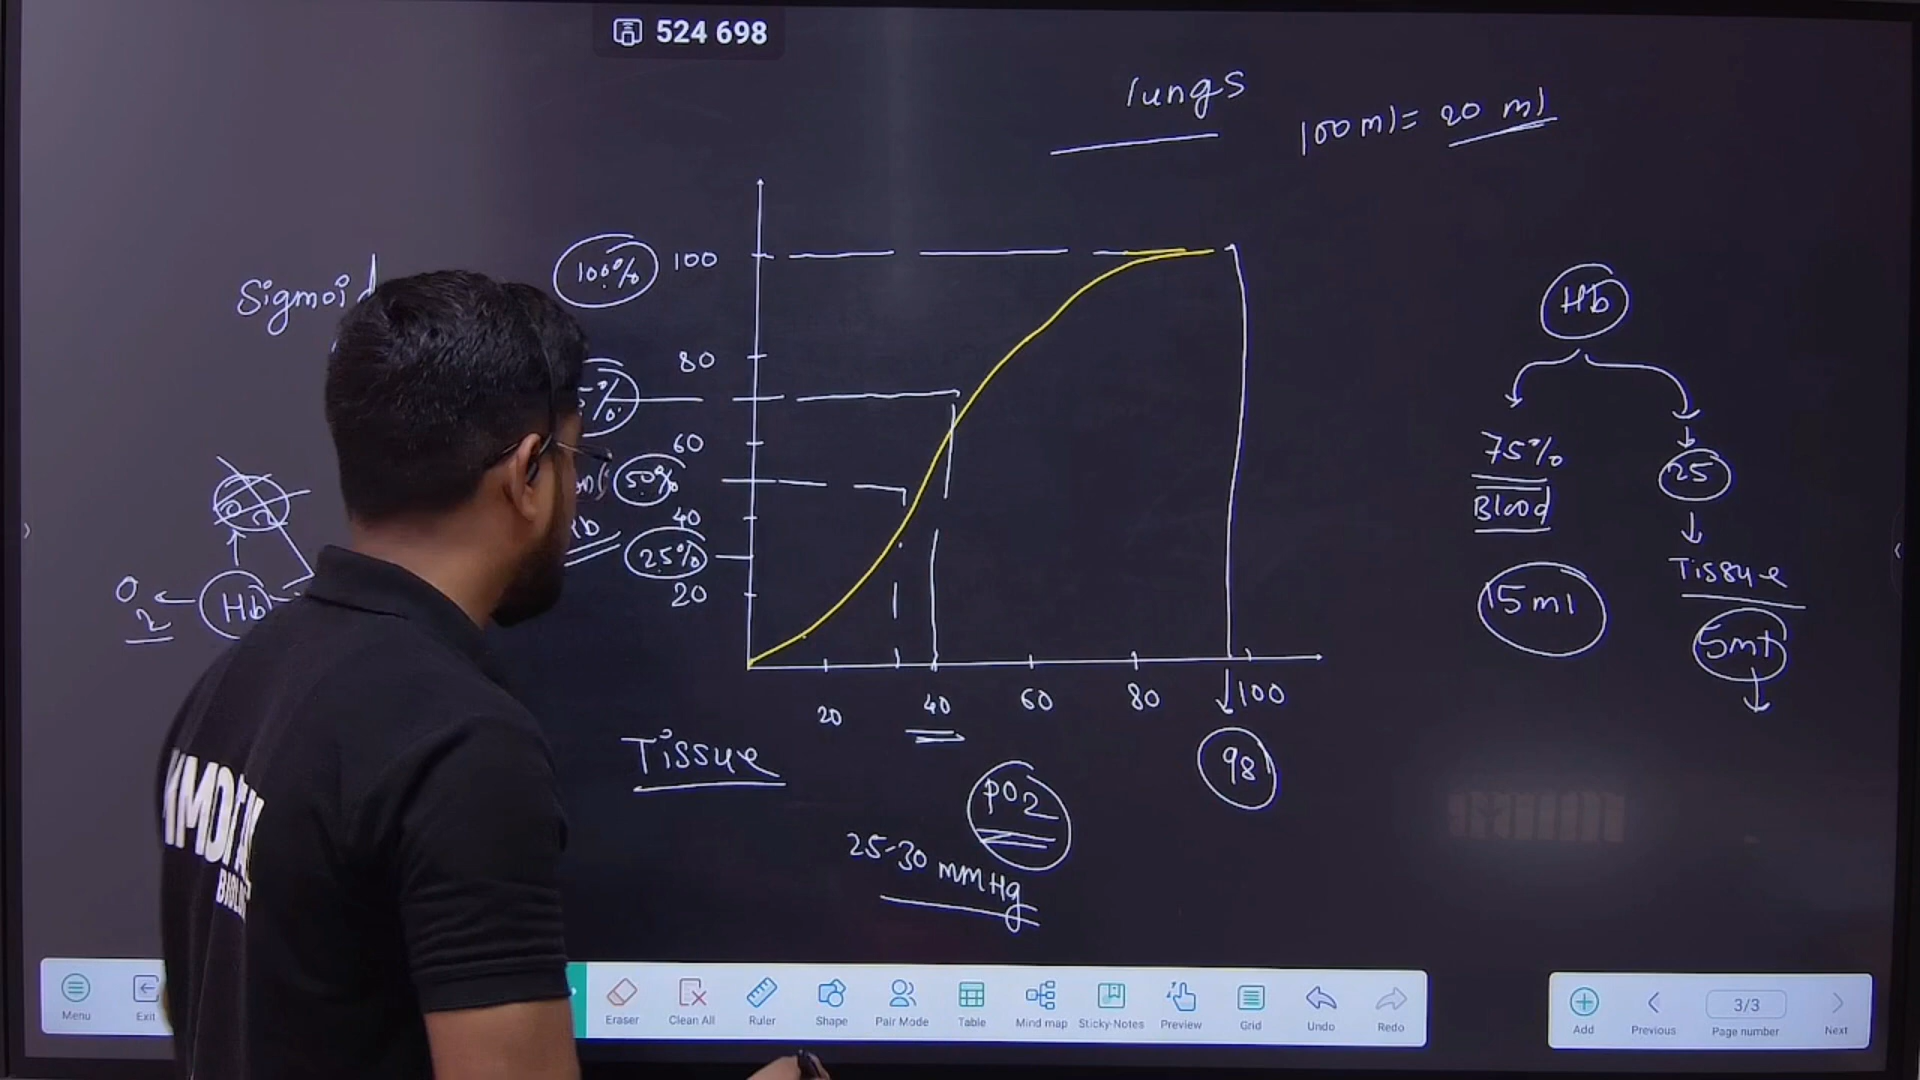 524 698
lungs
100 ml = 20 ml
Sigmoid
100% 100
80
60
50%
40
25%
20
O2 ← Hb
20 40 60 80 100
98
Tissue
PO2
25-30 mmHg
Hb
75% 25
Blood Tissue
15 ml 5ml
BIOLO
Menu Exit Eraser Clean All Ruler Shape Pair Mode Table Mind map Sticky-Notes Preview Grid Undo Redo
Add Previous 3/3 Page number Next